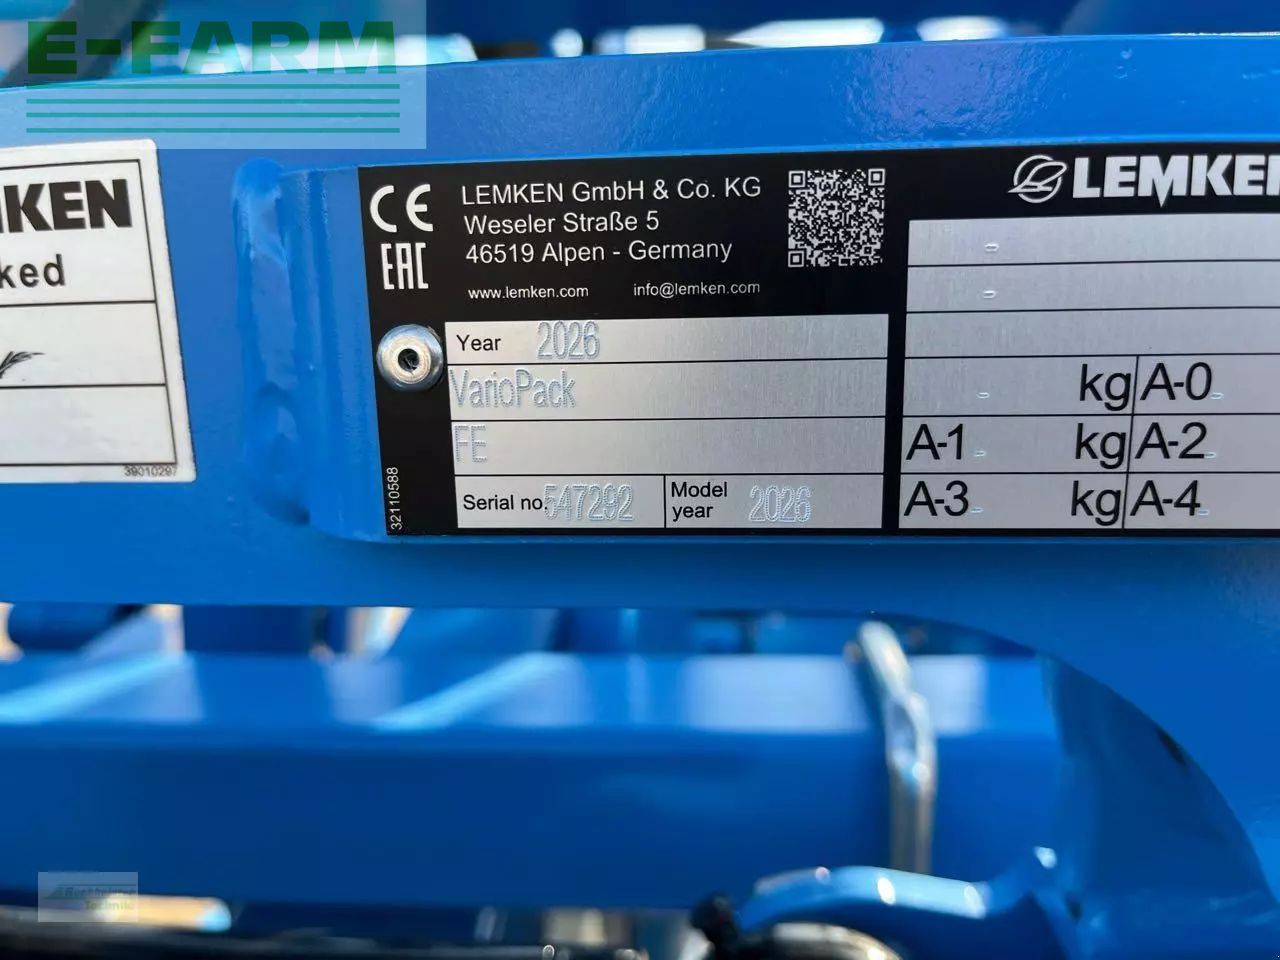 E-FARM
MKEN
ked
39010297
CE
EAC
LEMKEN GmbH & Co. KG
Weseler Straße 5
46519 Alpen - Germany
www.lemken.com info@lemken.com
LEMKEN
Year 2026
VarioPack
FE
Serial no. 547292 Model year 2026
32110588
- 
-
- kg A-0 -
A-1 - kg A-2 -
A-3 - kg A-4 -
Technik